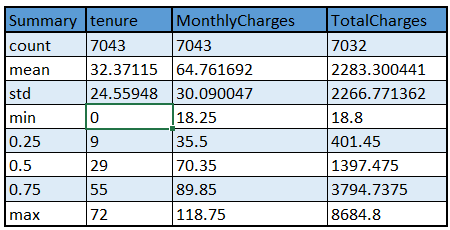 Summary tenure MonthlyCharges TotalCharges
count 7043 7043 7032
mean 32.37115 64.761692 2283.300441
std 24.55948 30.090047 2266.771362
min 0 18.25 18.8
0.25 9 35.5 401.45
0.5 29 70.35 1397.475
0.75 55 89.85 3794.7375
max 72 118.75 8684.8